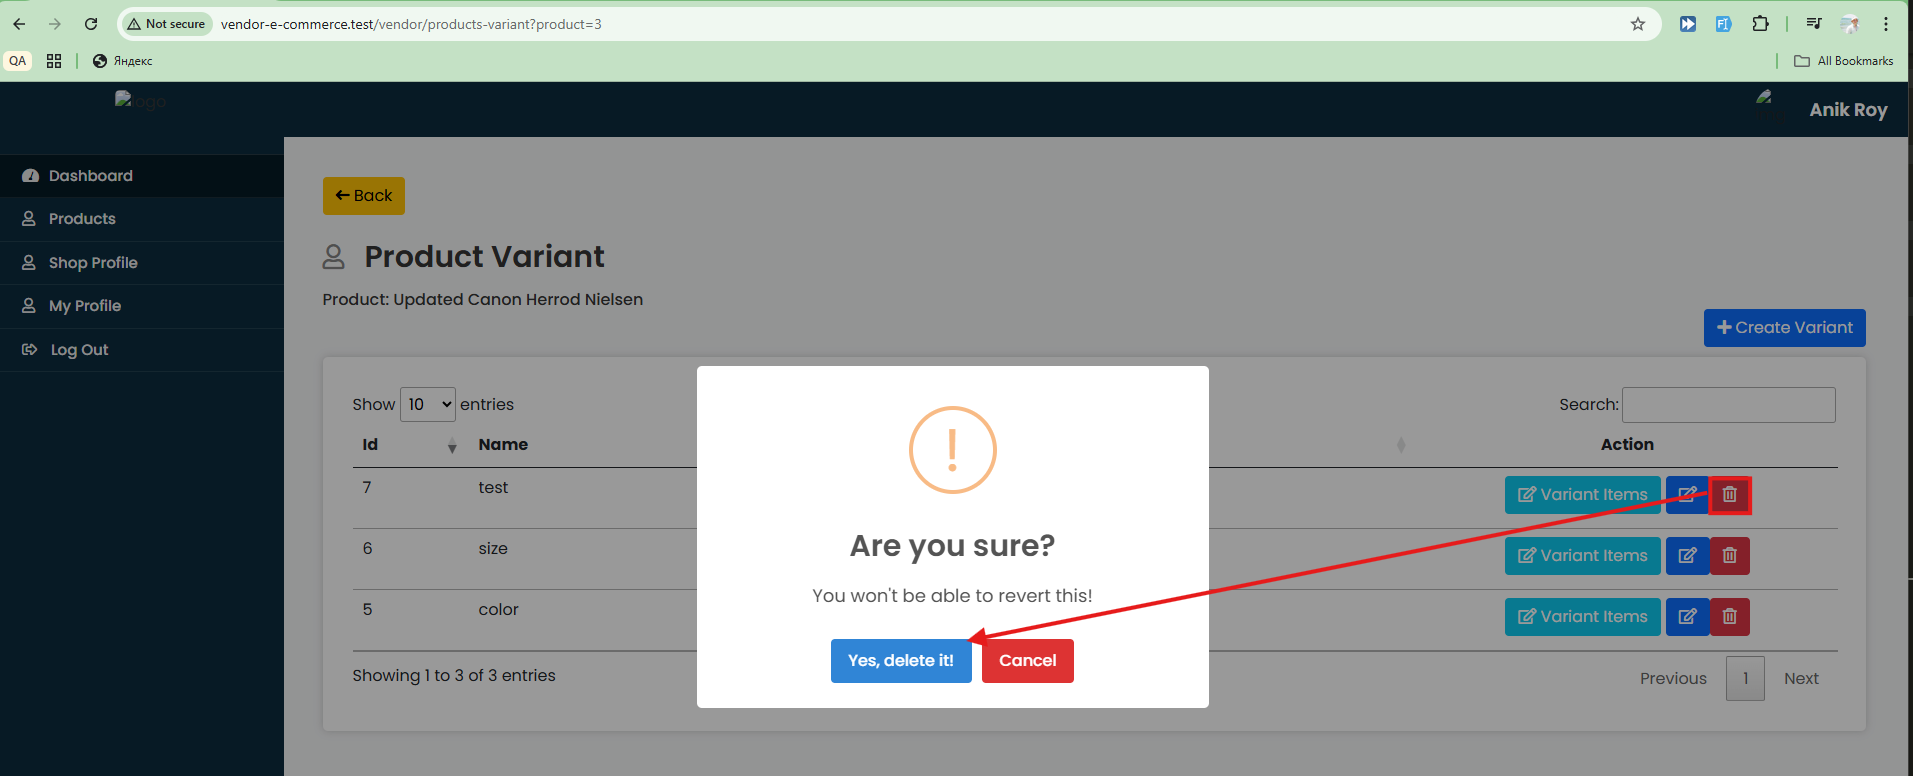 Not secure vendor-e-commerce.test/vendor/products-variant?product=3
QA Яндекс All Bookmarks
logo Anik Roy
Dashboard
Products
Shop Profile
My Profile
Log Out
Back
Product Variant
Product: Updated Canon Herrod Nielsen
Create Variant
Show 10 entries Search:
Id Name Action
7 test Variant Items
6 size Variant Items
5 color Variant Items
Showing 1 to 3 of 3 entries Previous 1 Next
!
Are you sure?
You won't be able to revert this!
Yes, delete it! Cancel